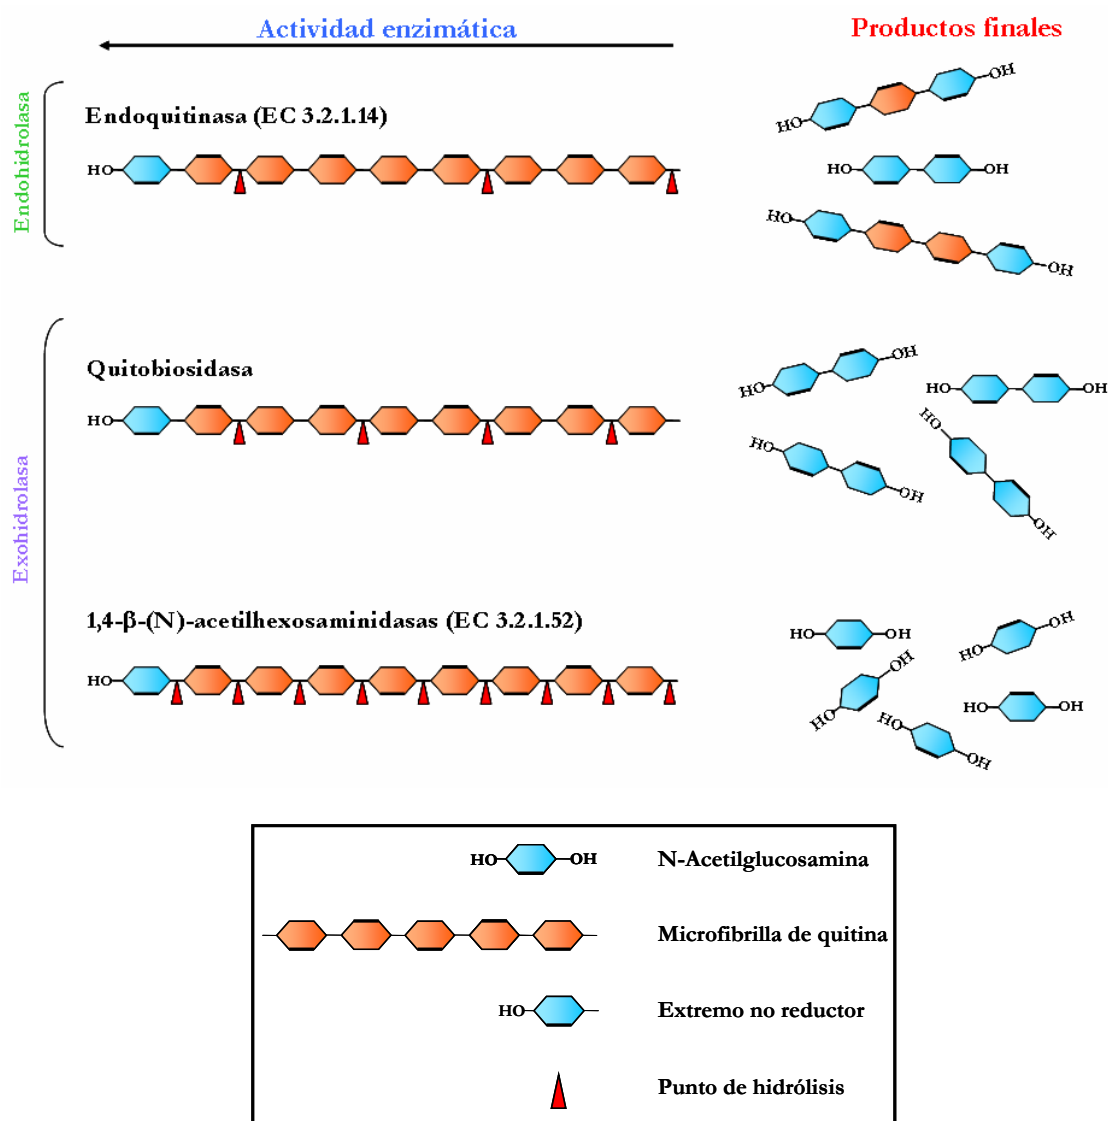 Actividad enzimática
Productos finales
Endohidrolasa
Endoquitinasa (EC 3.2.1.14)
HO
HO OH
HO OH
HO OH
Exohidrolasa
Quitobiosidasa
HO
HO OH
HO OH
HO OH
HO OH
1,4-β-(N)-acetilhexosaminidasas (EC 3.2.1.52)
HO
HO OH
HO OH
HO OH
HO OH
HO OH
HO OH N-Acetilglucosamina
Microfibrilla de quitina
HO Extremo no reductor
Punto de hidrólisis